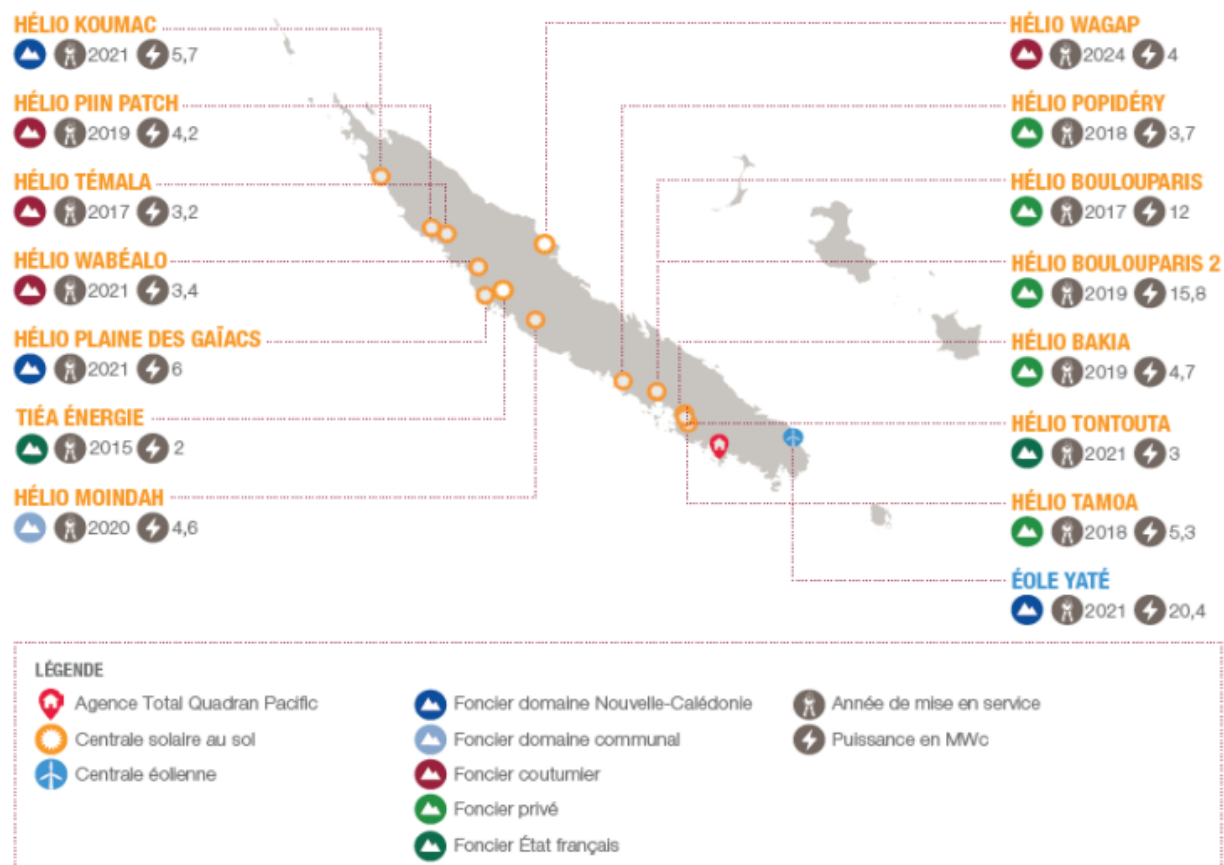 HÉLIO KOUMAC
2021 5,7
HÉLIO PIIN PATCH
2019 4,2
HÉLIO TÉMALA
2017 3,2
HÉLIO WABÉALO
2021 3,4
HÉLIO PLAINE DES GAÏACS
2021 6
TIÉA ÉNERGIE
2015 2
HÉLIO MOINDAH
2020 4,6
HÉLIO WAGAP
2024 4
HÉLIO POPIDÉRY
2018 3,7
HÉLIO BOULOUPARIS
2017 12
HÉLIO BOULOUPARIS 2
2019 15,8
HÉLIO BAKIA
2019 4,7
HÉLIO TONTOUTA
2021 3
HÉLIO TAMOA
2018 5,3
ÉOLE YATÉ
2021 20,4
LÉGENDE
Agence Total Quadran Pacific
Centrale solaire au sol
Centrale éolienne
Foncier domaine Nouvelle-Calédonie
Foncier domaine communal
Foncier coutumier
Foncier privé
Foncier État français
Année de mise en service
Puissance en MWc